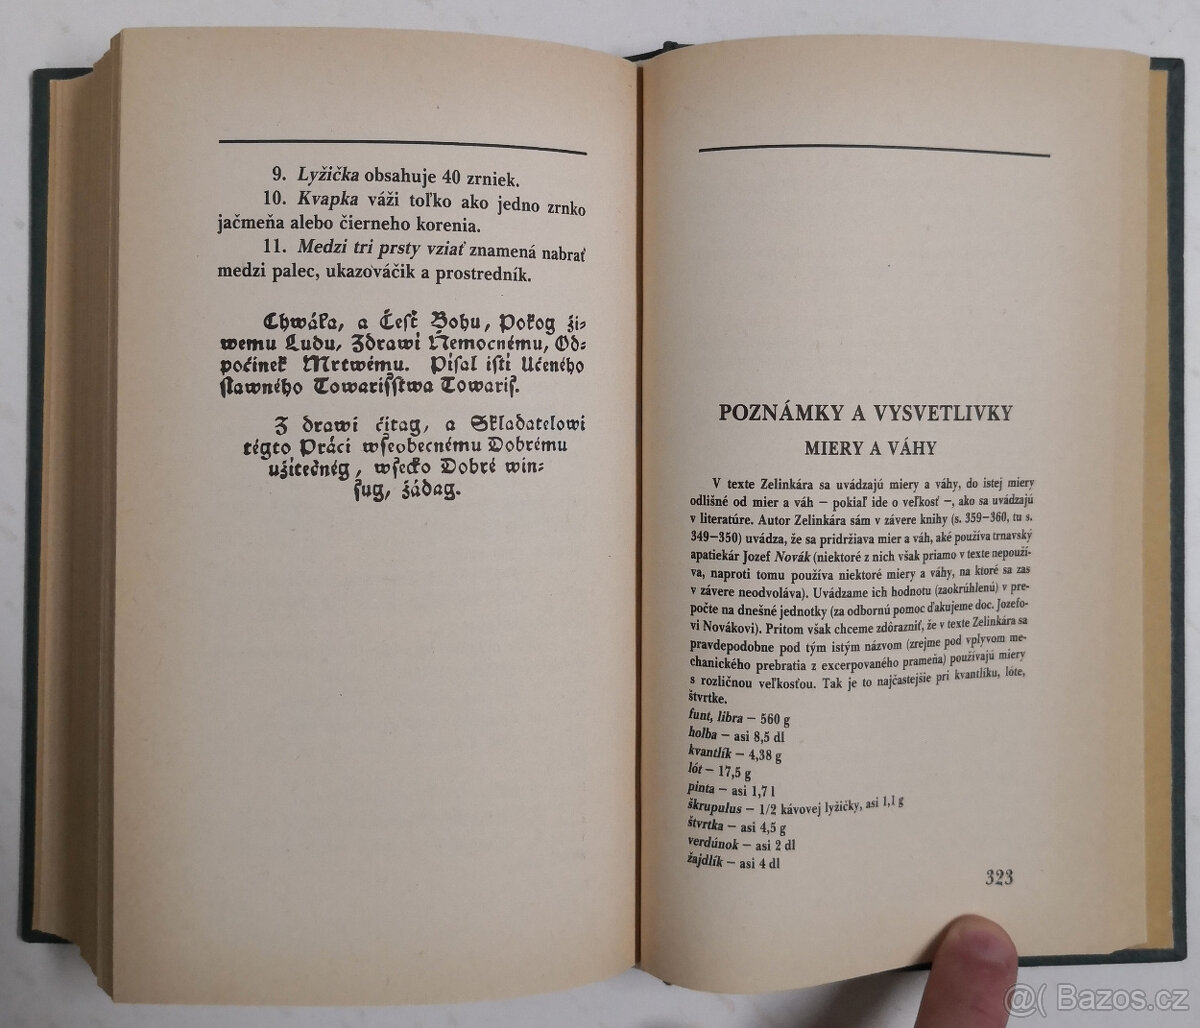 9. Lyžička obsahuje 40 zrniek.
10. Kvapka váži toľko ako jedno zrnko
jačmeňa alebo čierneho korenia.
11. Medzi tri prsty vziať znamená nabrať
medzi palec, ukazováčik a prostredník.
Chwála, a Česť Bohu, Pokog ži-
wemu Ludu, Zdrawi Nemocnému, Od-
počinek Mrtwému. Pisal isti Učeného
slawného Towarisstwa Towaris.
Z drawi čitag, a Skladatelowi
tégto Práci wseobecnému Dobrému
užitečnég, wsecko Dobré win-
sug, žádag.
POZNÁMKY A VYSVETLIVKY
MIERY A VÁHY
V texte Zelinkára sa uvádzajú miery a váhy, do istej miery
odlišné od mier a váh – pokiaľ ide o veľkosť –, ako sa uvádzajú
v literatúre. Autor Zelinkára sám v závere knihy (s. 359–360, tu s.
349–350) uvádza, že sa pridržiava mier a váh, aké používa trnavský
apatiekár Jozef Novák (niektoré z nich však priamo v texte nepouží-
va, naproti tomu používa niektoré miery a váhy, na ktoré sa zas
v závere neodvoláva). Uvádzame ich hodnotu (zaokrúhlenú) v pre-
počte na dnešné jednotky (za odbornú pomoc ďakujeme doc. Jozefo-
vi Novákovi). Pritom však chceme zdôrazniť, že v texte Zelinkára sa
pravdepodobne pod tým istým názvom (zrejme pod vplyvom me-
chanického prebratia z excerpovaného prameňa) používajú miery
s rozličnou veľkosťou. Tak je to najčastejšie pri kvantlíku, lóte,
štvrtke.
funt, libra – 560 g
holba – asi 8,5 dl
kvantlík – 4,38 g
lót – 17,5 g
pinta – asi 1,7 l
škrupulus – 1/2 kávovej lyžičky, asi 1,1 g
štvrtka – asi 4,5 g
verdúnok – asi 2 dl
žajdlík – asi 4 dl
323
@( Bazos.cz